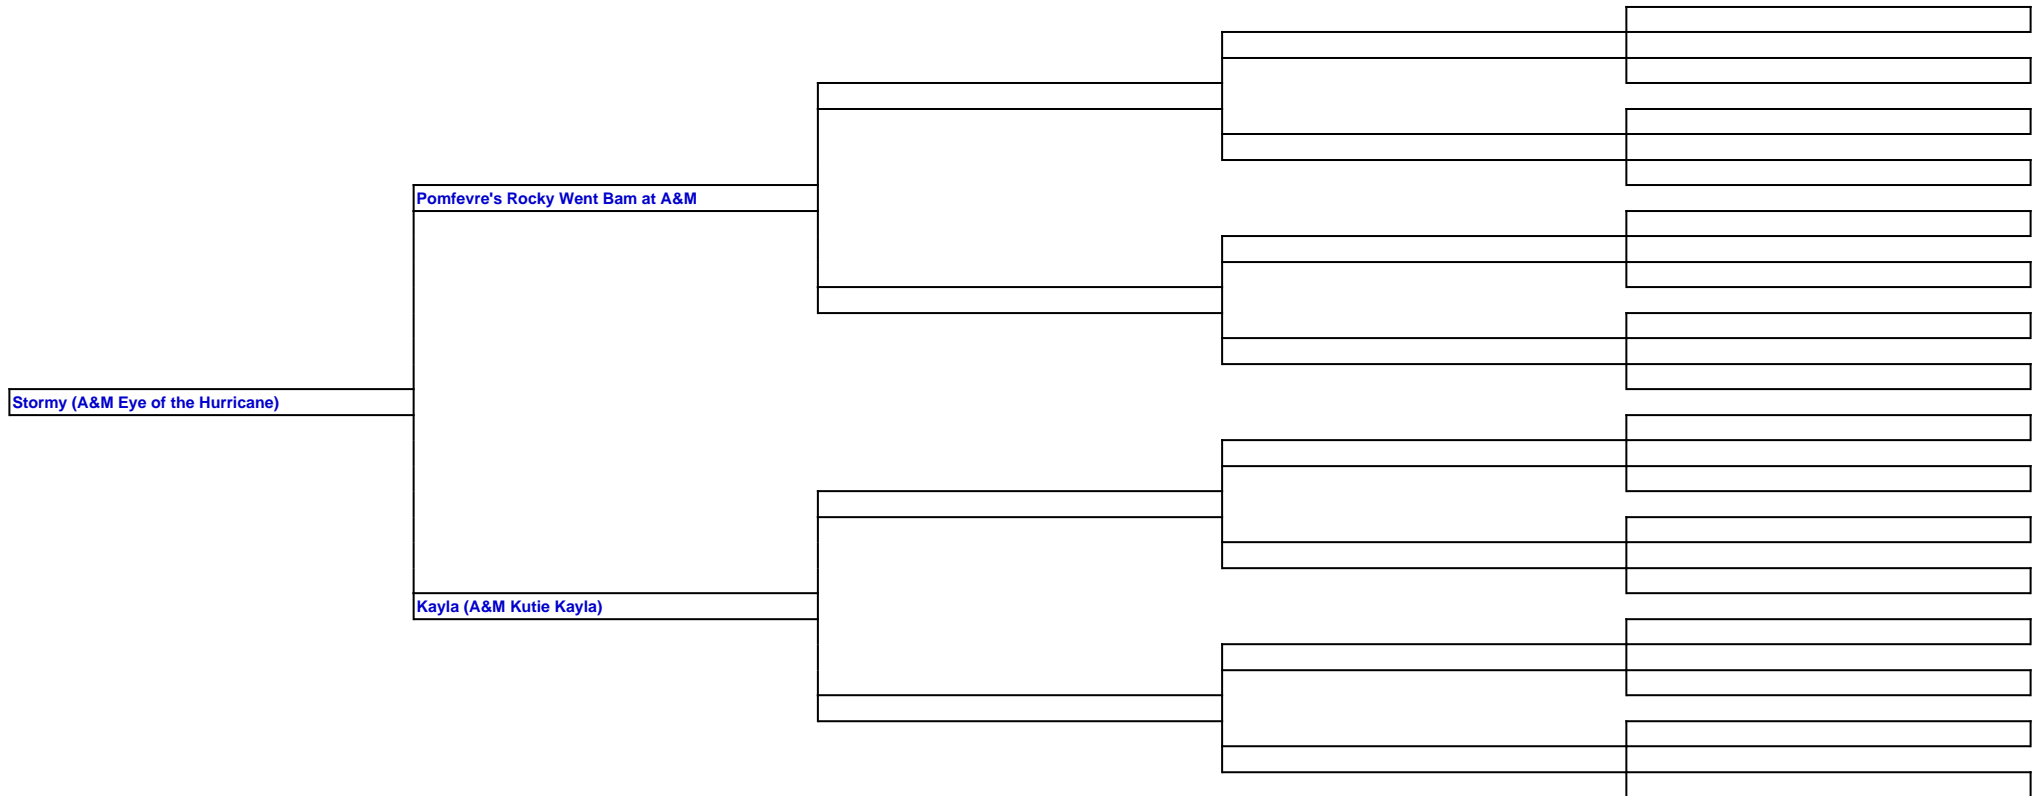 Pomfevre's Rocky Went Bam at A&M
Stormy (A&M Eye of the Hurricane)
Kayla (A&M Kutie Kayla)